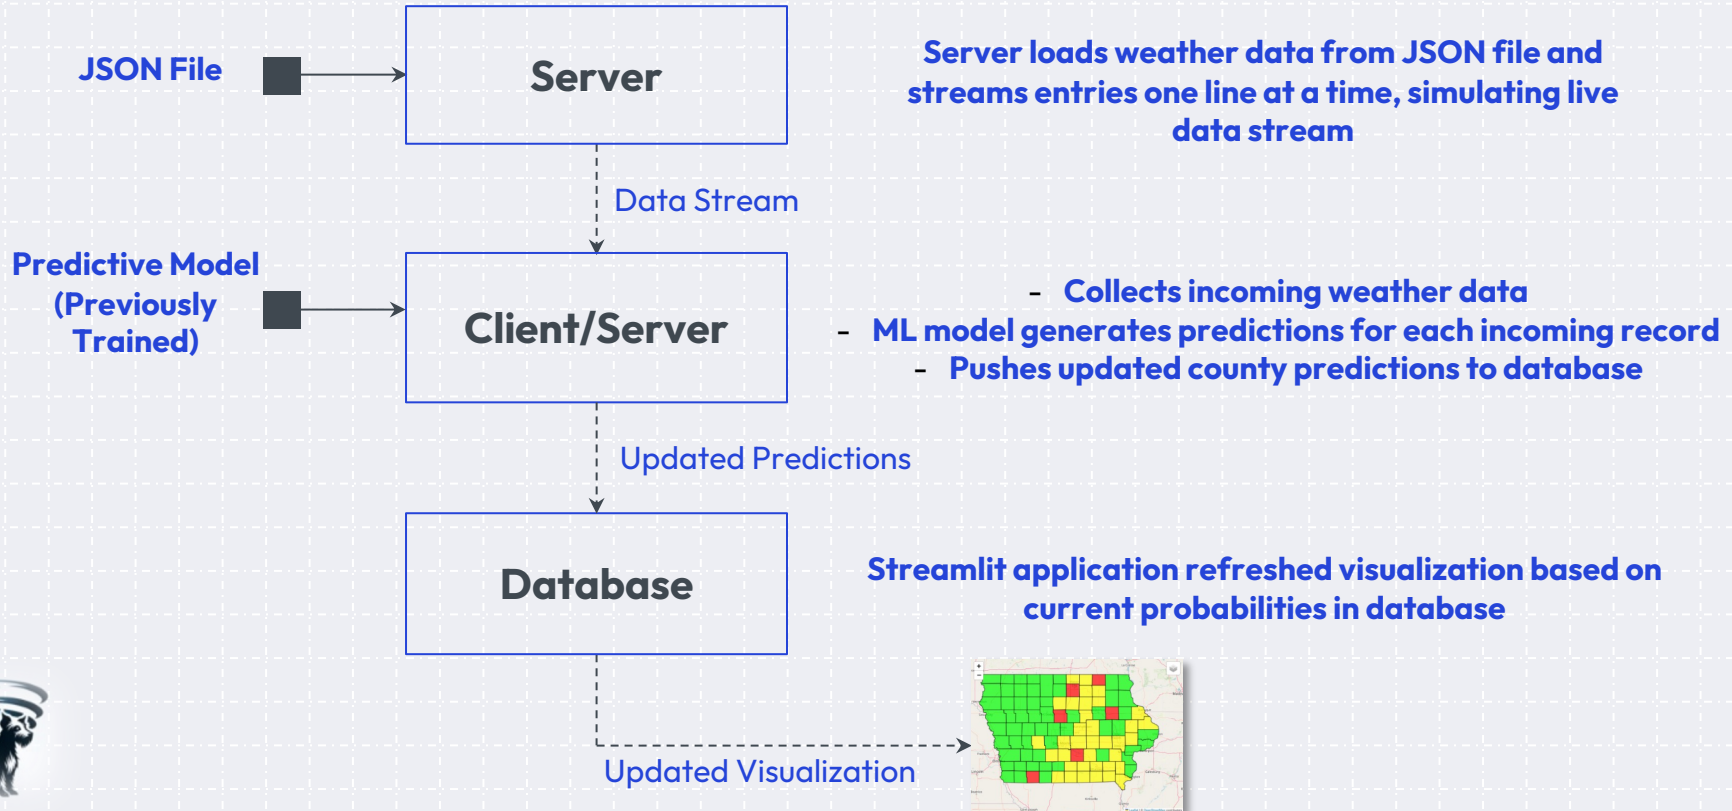 JSON File
Server
Server loads weather data from JSON file and
streams entries one line at a time, simulating live
data stream
Data Stream
Predictive Model
(Previously
Trained)
Client/Server
- Collects incoming weather data
- ML model generates predictions for each incoming record
- Pushes updated county predictions to database
Updated Predictions
Database
Streamlit application refreshed visualization based on
current probabilities in database
Updated Visualization